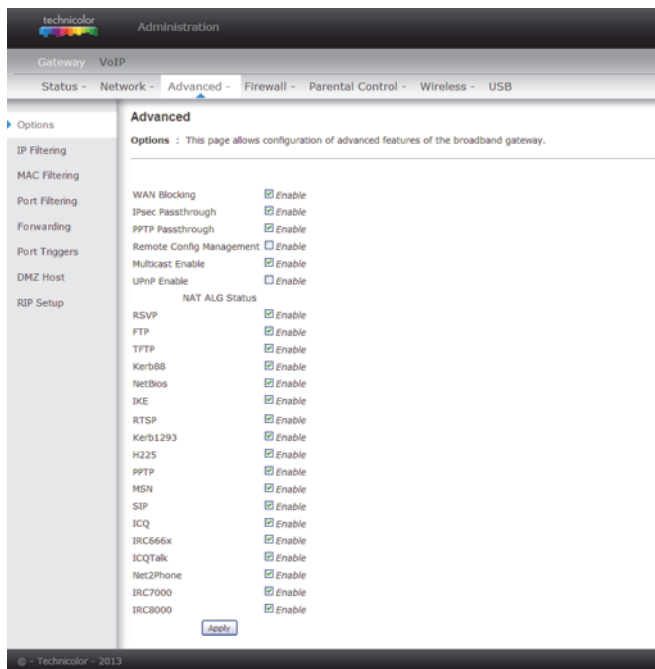 technicolor
Administration
Gateway VoIP
Status - Network - Advanced - Firewall - Parental Control - Wireless - USB
Options
IP Filtering
MAC Filtering
Port Filtering
Forwarding
Port Triggers
DMZ Host
RIP Setup
Advanced
Options : This page allows configuration of advanced features of the broadband gateway.
WAN Blocking Enable
IPsec Passthrough Enable
PPTP Passthrough Enable
Remote Config Management Enable
Multicast Enable Enable
UPnP Enable Enable
NAT ALG Status
RSVP Enable
FTP Enable
TFTP Enable
Kerb88 Enable
NetBios Enable
IKE Enable
RTSP Enable
Kerb1293 Enable
H225 Enable
PPTP Enable
MSN Enable
SIP Enable
ICQ Enable
IRC666x Enable
ICQTalk Enable
Net2Phone Enable
IRC7000 Enable
IRC8000 Enable
Apply
© - Technicolor - 2013